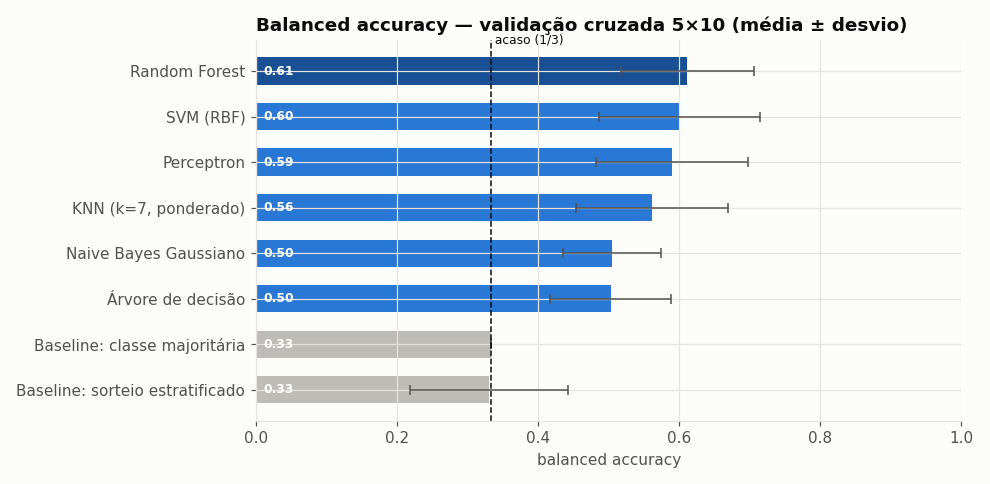 Balanced accuracy — validação cruzada 5×10 (média ± desvio)
acaso (1/3)
Random Forest 0.61
SVM (RBF) 0.60
Perceptron 0.59
KNN (k=7, ponderado) 0.56
Naive Bayes Gaussiano 0.50
Árvore de decisão 0.50
Baseline: classe majoritária 0.33
Baseline: sorteio estratificado 0.33
0.0 0.2 0.4 0.6 0.8 1.0
balanced accuracy